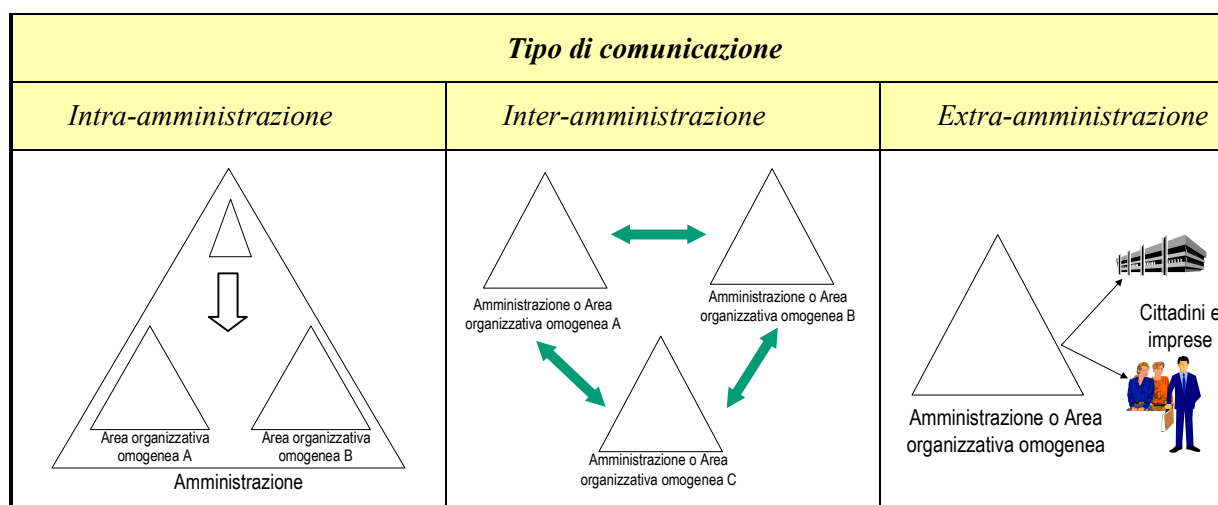 Tipo di comunicazione
Intra-amministrazione
Inter-amministrazione
Extra-amministrazione
Area organizzativa
omogenea A
Area organizzativa
omogenea B
Amministrazione
Amministrazione o Area
organizzativa omogenea A
Amministrazione o Area
organizzativa omogenea B
Amministrazione o Area
organizzativa omogenea C
Cittadini e
imprese
Amministrazione o Area
organizzativa omogenea